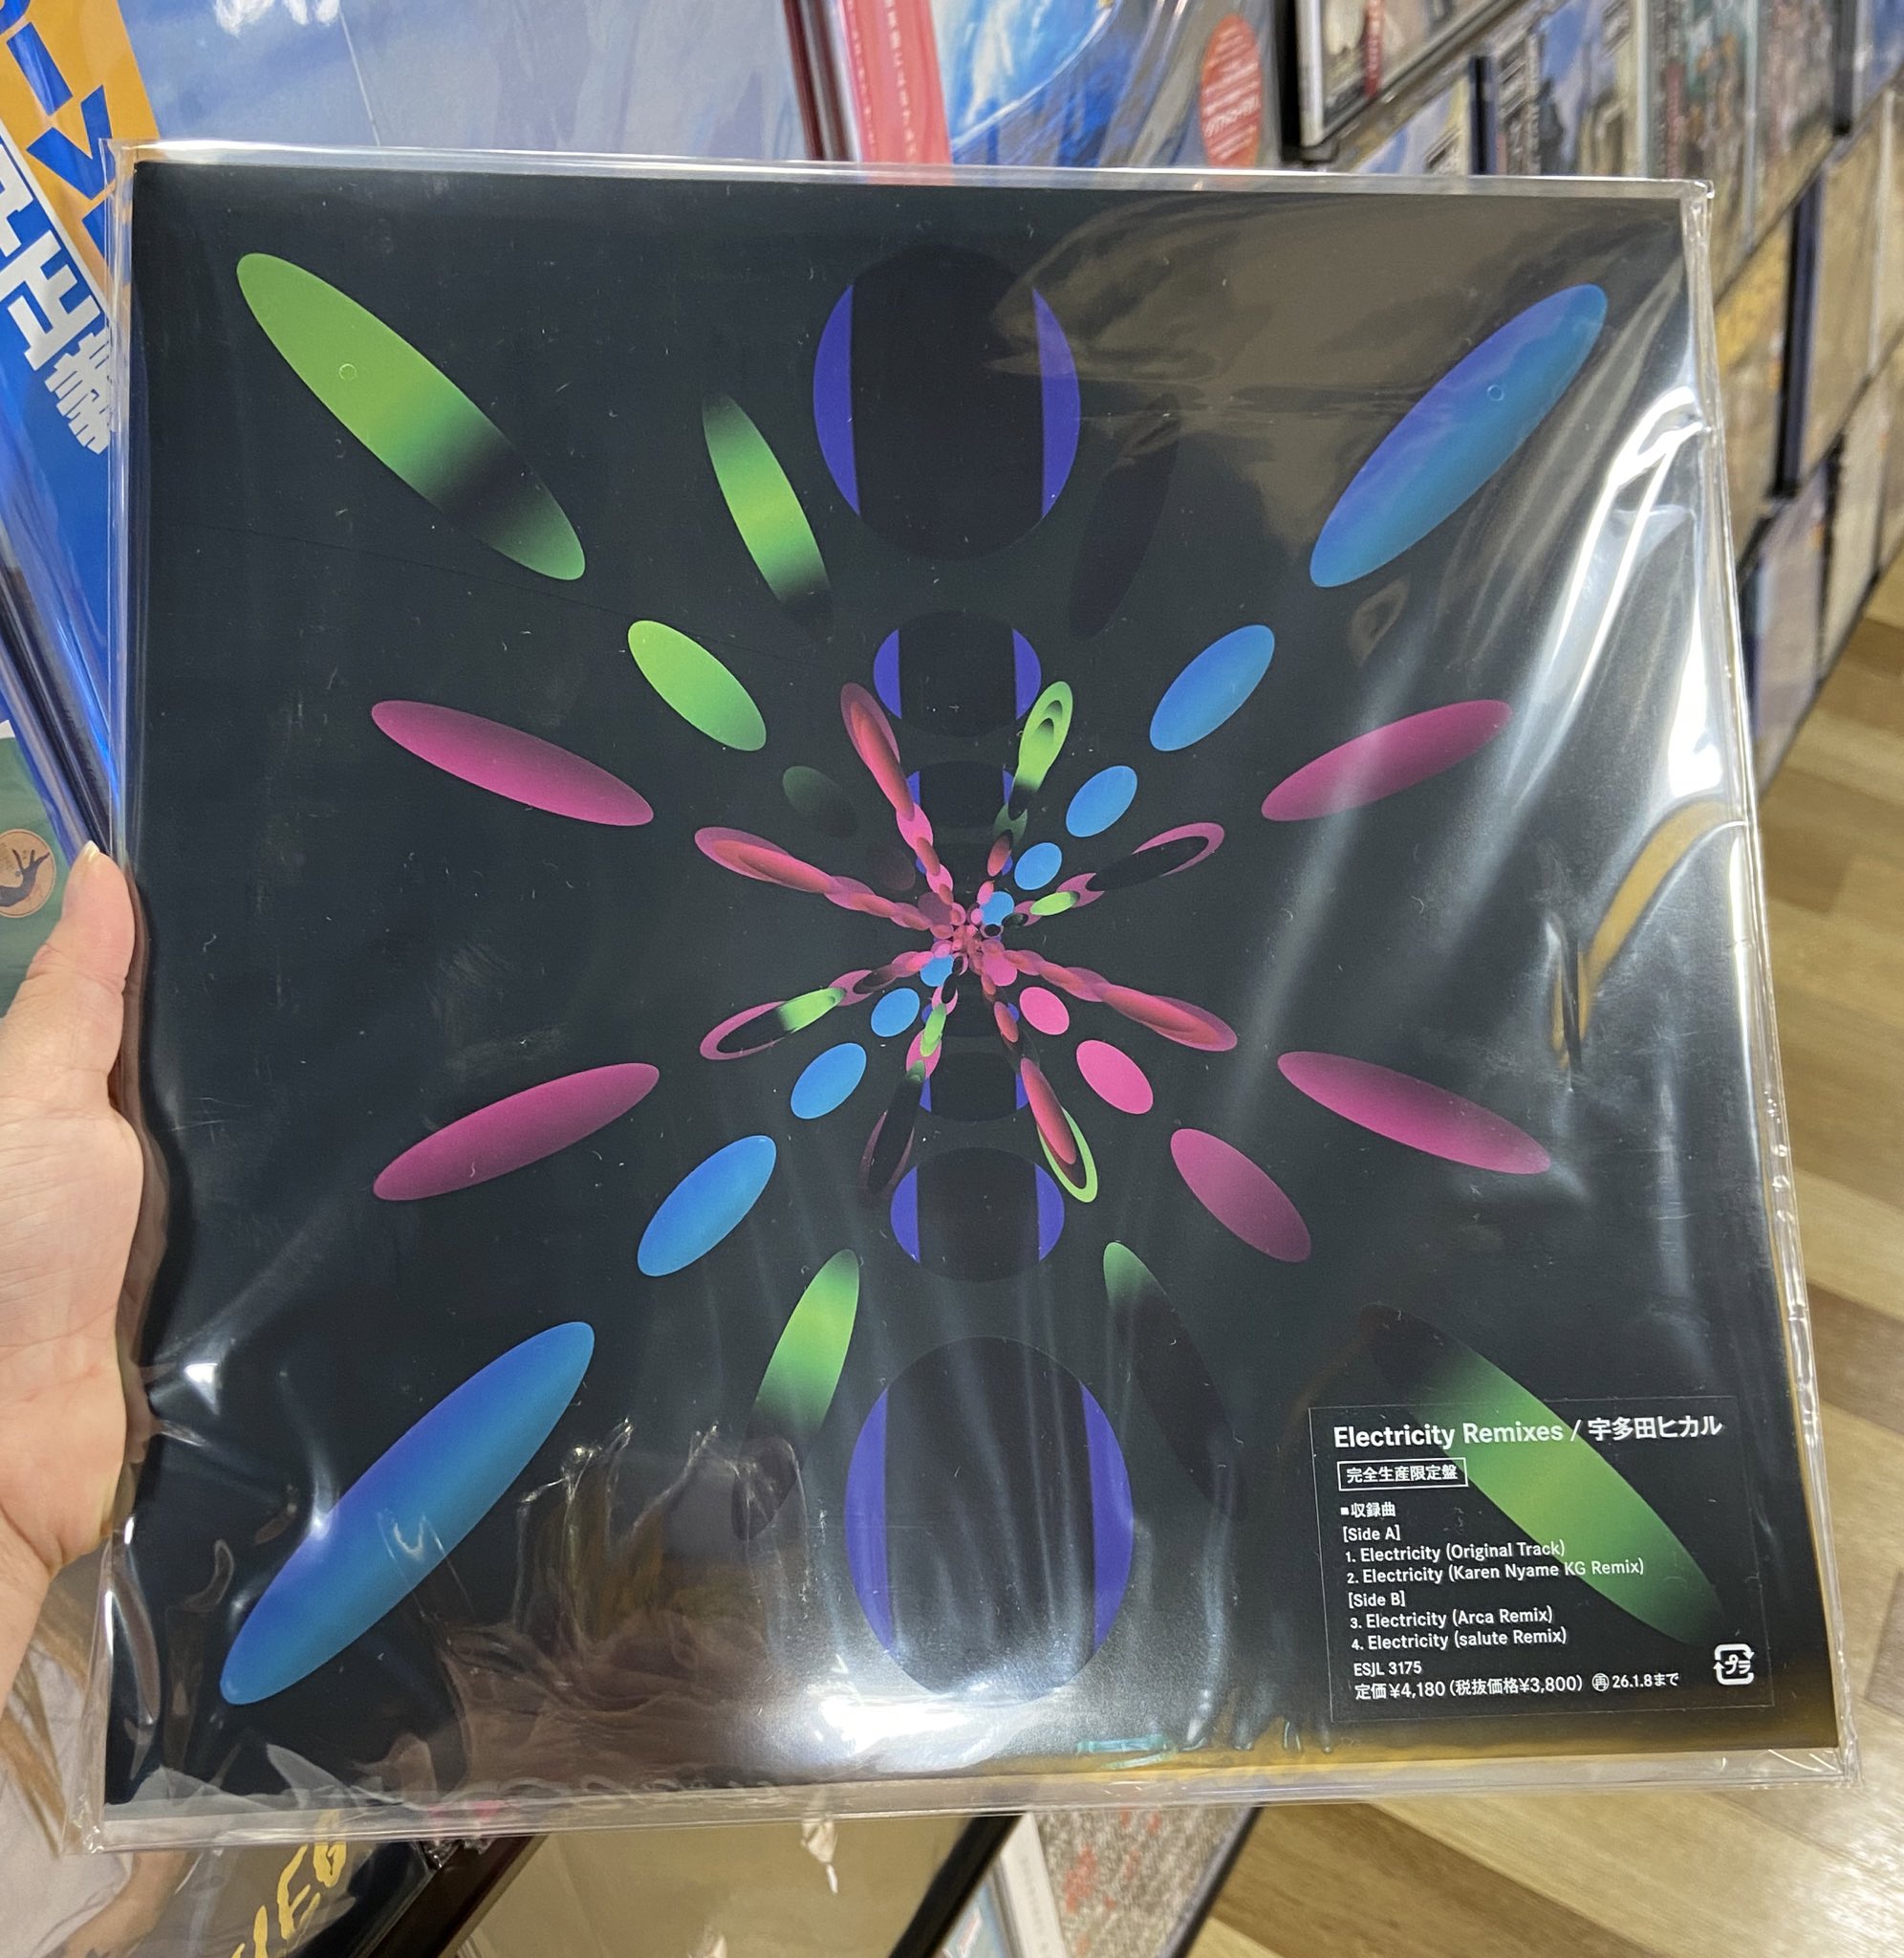 Electricity Remixes / 宇多田ヒカル
完全生産限定盤
■収録曲
[Side A]
1. Electricity (Original Track)
2. Electricity (Karen Nyame KG Remix)
[Side B]
3. Electricity (Arca Remix)
4. Electricity (salute Remix)
ESJL 3175
定価¥4,180(税抜価格¥3,800) 再 26.1.8まで
プラ